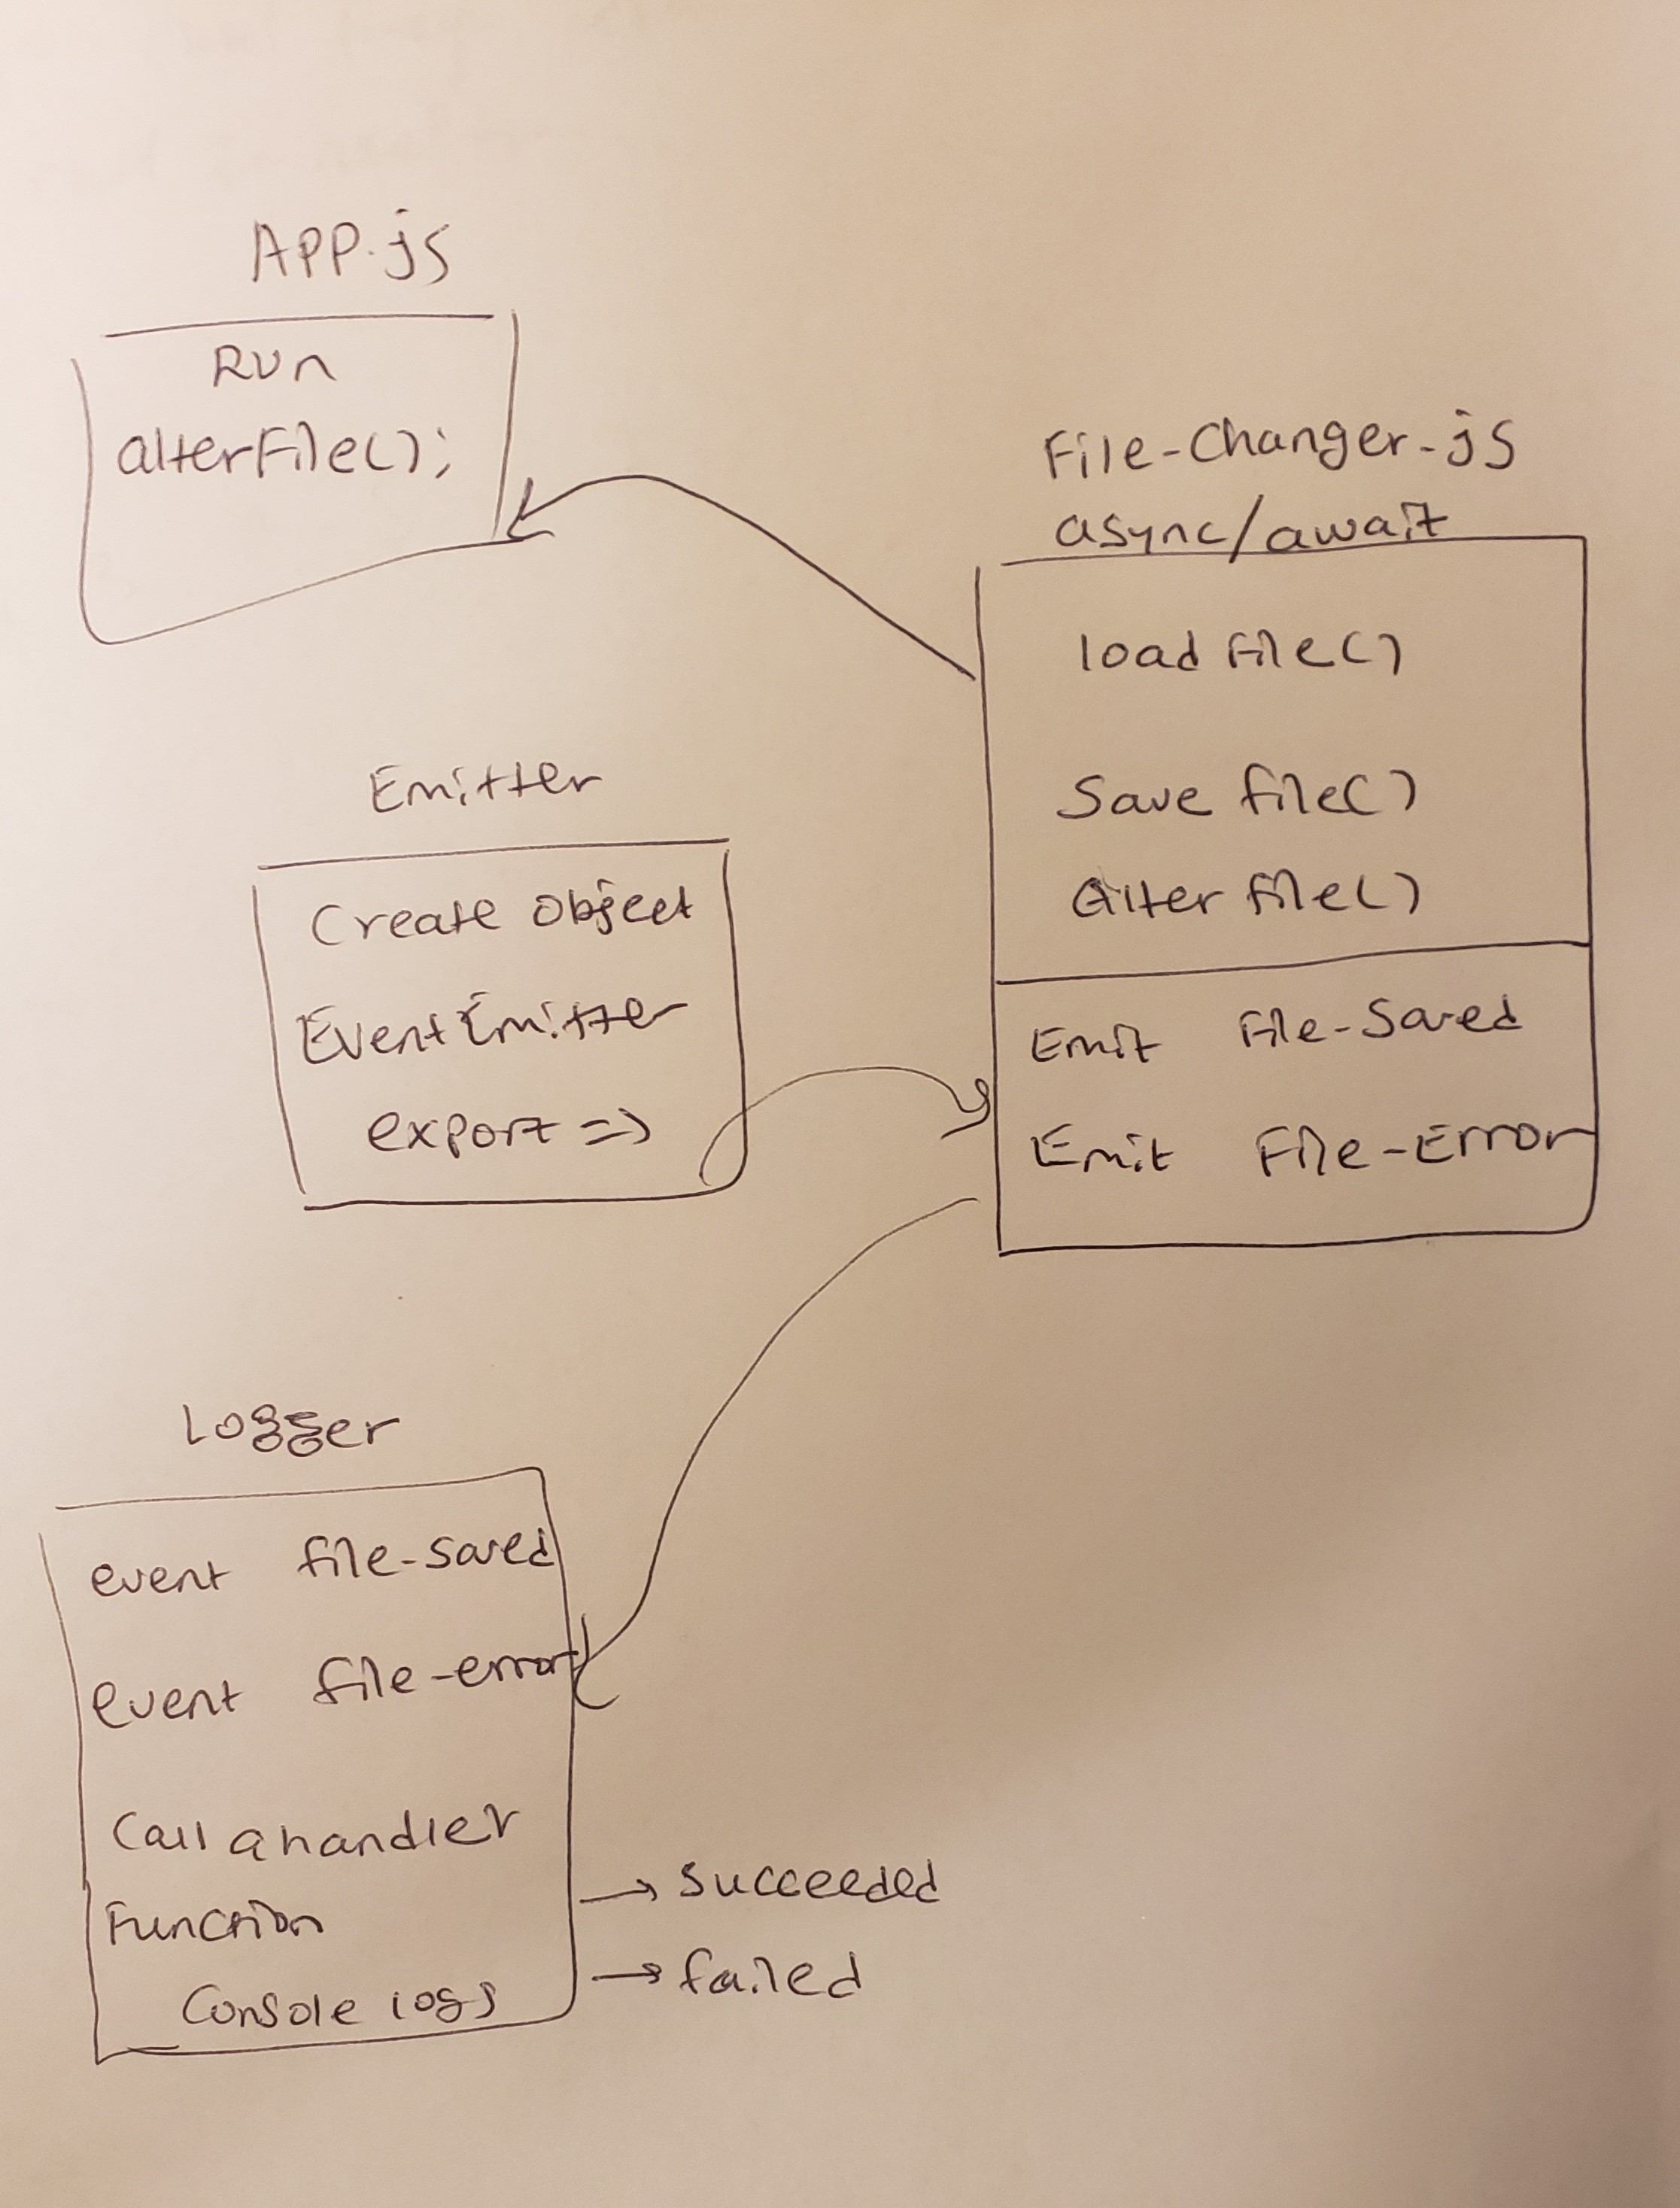 APP.js
Run
alterFile();
File-Changer.js
async/await
load file()
Save file()
alter file()
Emit File-Saved
Emit File-Error
Emitter
Create object
Event Emitter
export =>
Logger
event file-saved
event file-error
Call a handler
Function
Console logs
→ Succeeded
→ failed